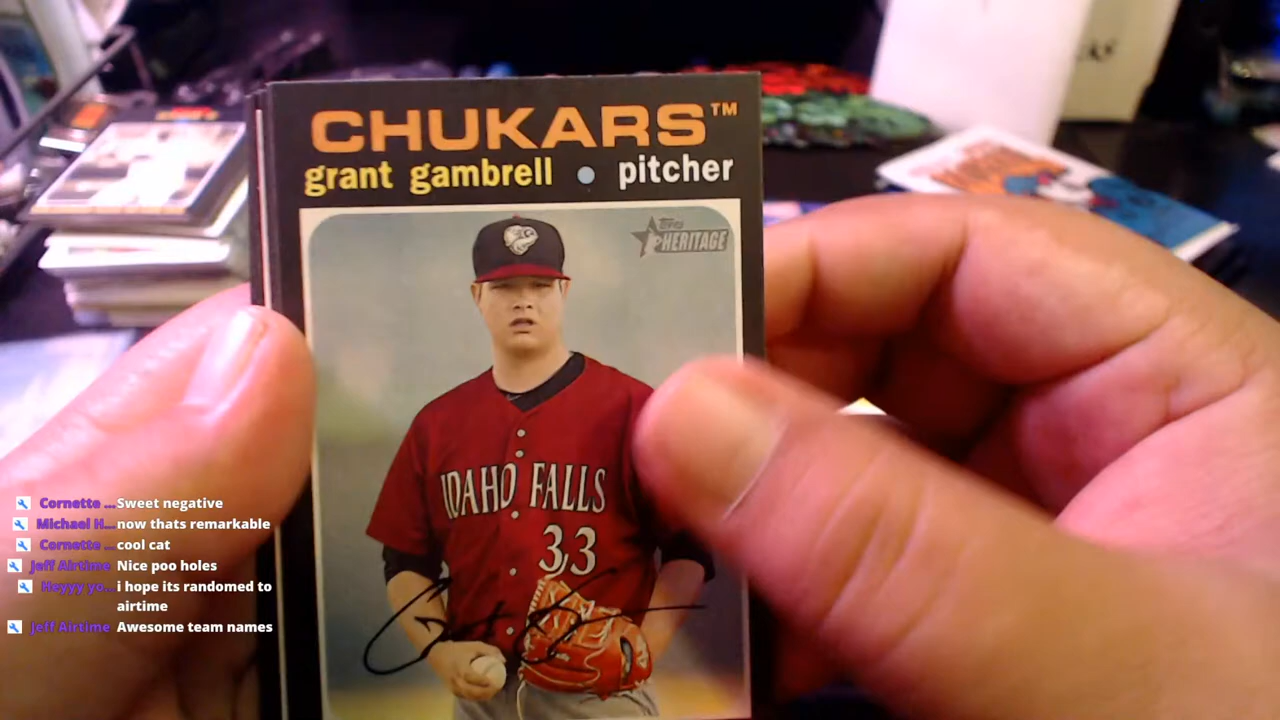 CHUKARS™
grant gambrell • pitcher
Topps
HERITAGE
IDAHO FALLS
33
Cornette ... Sweet negative
Michael H... now thats remarkable
Cornette ... cool cat
Jeff Airtime Nice poo holes
Heyyy yo... i hope its randomed to
airtime
Jeff Airtime Awesome team names